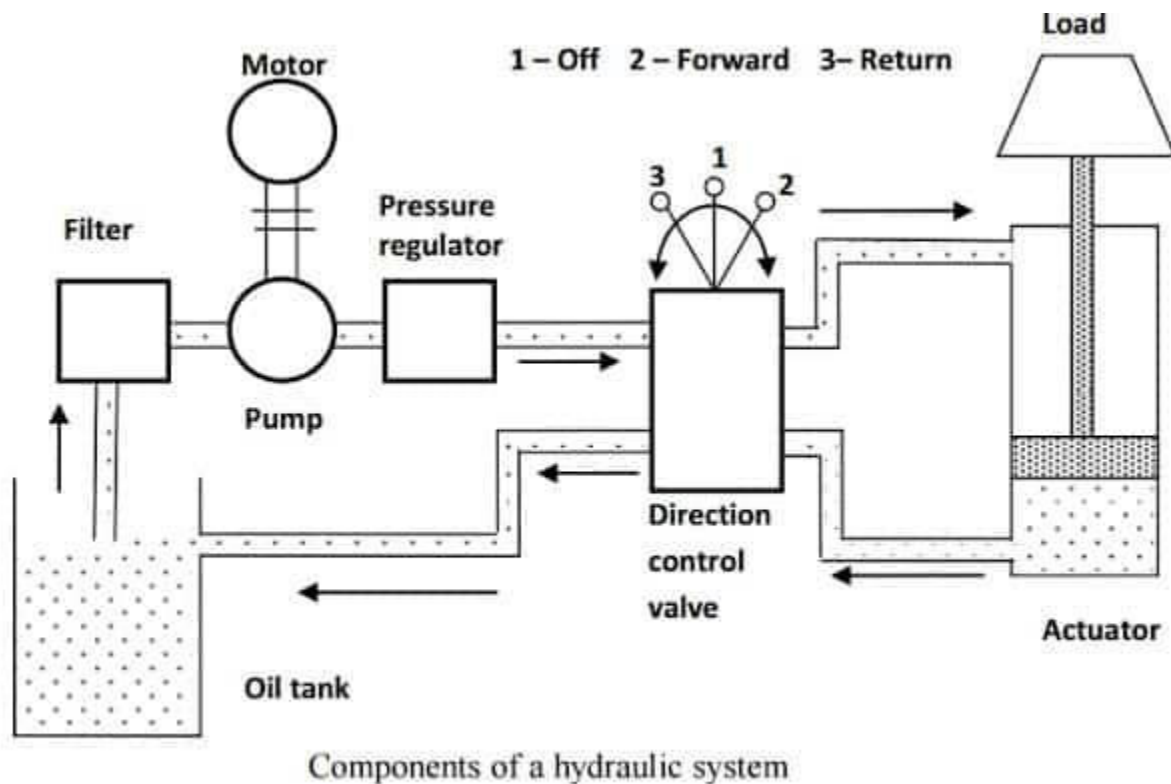 Load
Motor
1 – Off 2 – Forward 3– Return
1
3
2
Filter
Pressure
regulator
Pump
Direction
control
valve
Actuator
Oil tank
Components of a hydraulic system